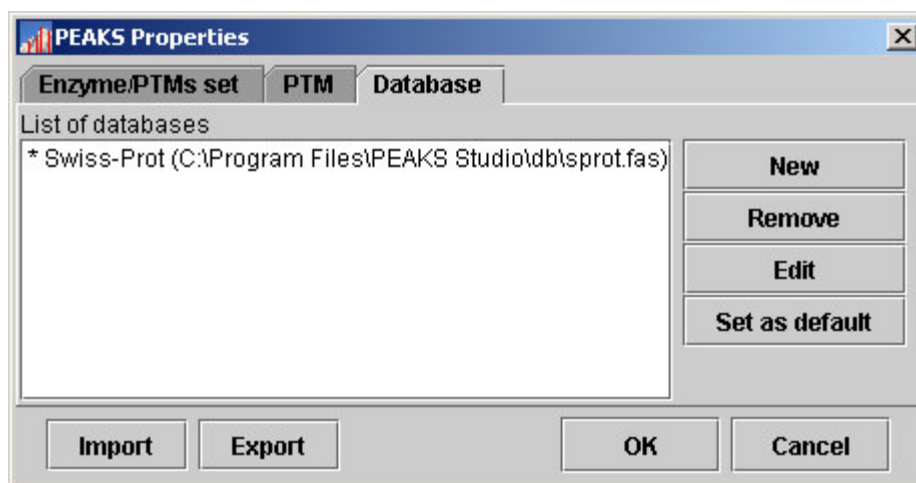 PEAKS Properties
Enzyme/PTMs set PTM Database
List of databases
* Swiss-Prot (C:\Program Files\PEAKS Studio\db\sprot.fas)
New
Remove
Edit
Set as default
Import Export OK Cancel